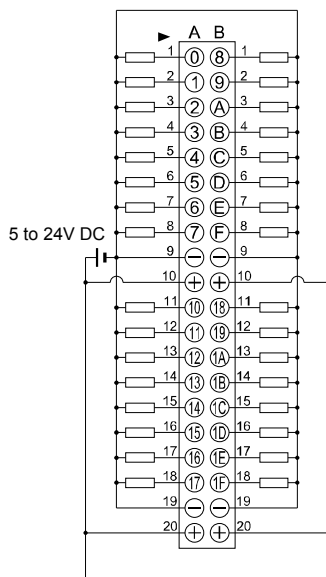 ▶ A B
1 0 8 1
2 1 9 2
3 2 A 3
4 3 B 4
5 4 C 5
6 5 D 6
7 6 E 7
8 7 F 8
5 to 24V DC
9 − − 9
10 + + 10
11 10 18 11
12 11 19 12
13 12 1A 13
14 13 1B 14
15 14 1C 15
16 15 1D 16
17 16 1E 17
18 17 1F 18
19 − − 19
20 + + 20